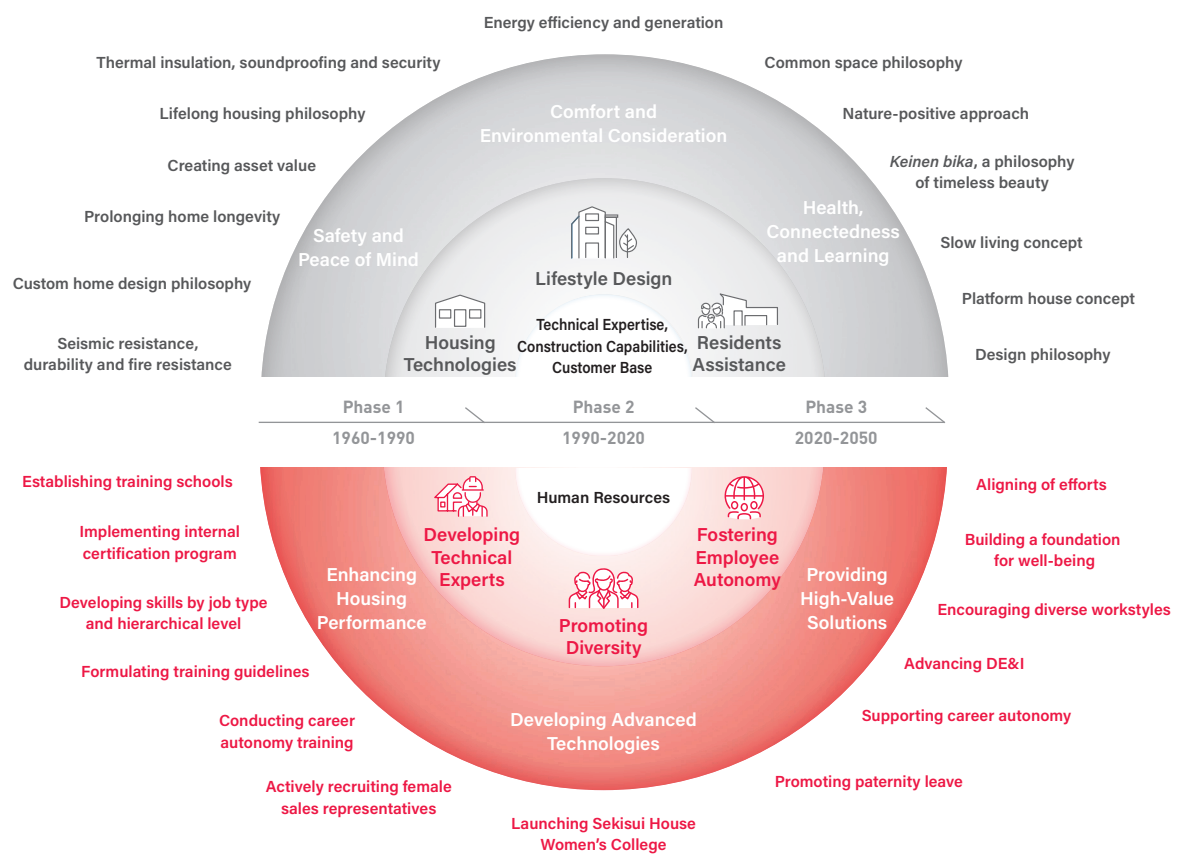 Energy efficiency and generation
Thermal insulation, soundproofing and security
Common space philosophy
Lifelong housing philosophy
Nature-positive approach
Creating asset value
Keinen bika, a philosophy
of timeless beauty
Prolonging home longevity
Slow living concept
Custom home design philosophy
Platform house concept
Seismic resistance,
durability and fire resistance
Design philosophy
Comfort and
Environmental Consideration
Safety and
Peace of Mind
Health,
Connectedness
and Learning
Lifestyle Design
Housing
Technologies
Technical Expertise,
Construction Capabilities,
Customer Base
Residents
Assistance
Phase 1
Phase 2
Phase 3
1960-1990
1990-2020
2020-2050
Human Resources
Developing
Technical
Experts
Fostering
Employee
Autonomy
Promoting
Diversity
Enhancing
Housing
Performance
Providing
High-Value
Solutions
Developing Advanced
Technologies
Establishing training schools
Aligning of efforts
Implementing internal
certification program
Building a foundation
for well-being
Developing skills by job type
and hierarchical level
Encouraging diverse workstyles
Formulating training guidelines
Advancing DE&I
Conducting career
autonomy training
Supporting career autonomy
Actively recruiting female
sales representatives
Promoting paternity leave
Launching Sekisui House
Women's College